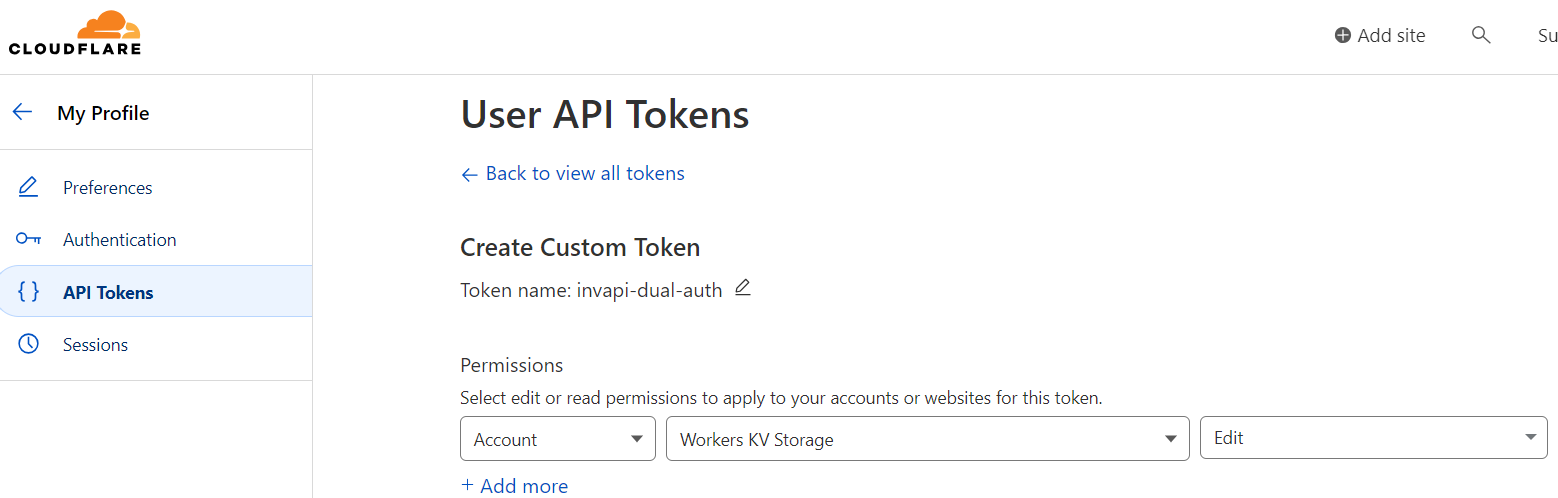 CLOUDFLARE
Add site
Su
My Profile
Preferences
Authentication
API Tokens
Sessions
User API Tokens
← Back to view all tokens
Create Custom Token
Token name: invapi-dual-auth
Permissions
Select edit or read permissions to apply to your accounts or websites for this token.
Account Workers KV Storage Edit
+ Add more